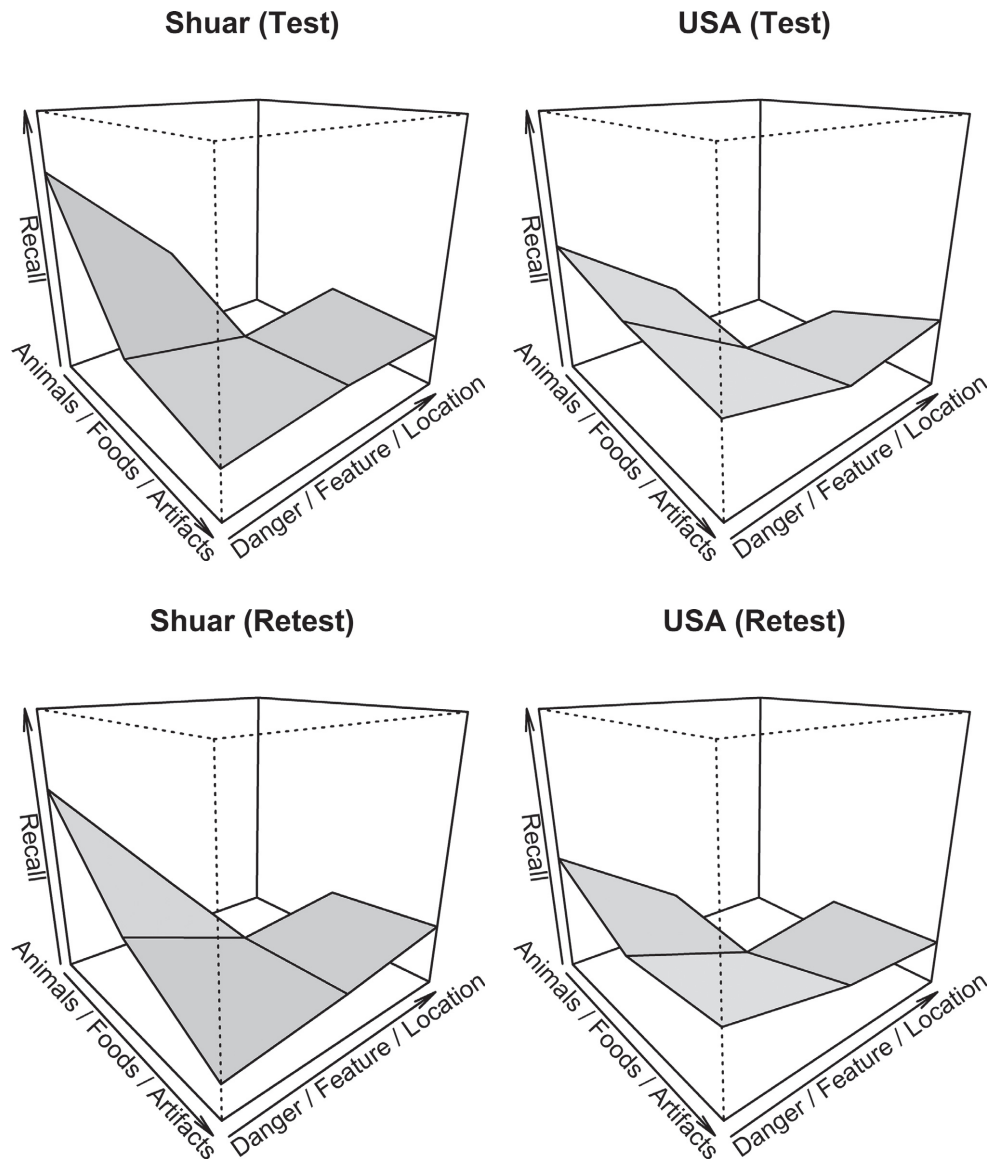 Shuar (Test)
USA (Test)
Recall
Animals / Foods / Artifacts
Danger / Feature / Location
Recall
Animals / Foods / Artifacts
Danger / Feature / Location
Shuar (Retest)
USA (Retest)
Recall
Animals / Foods / Artifacts
Danger / Feature / Location
Recall
Animals / Foods / Artifacts
Danger / Feature / Location